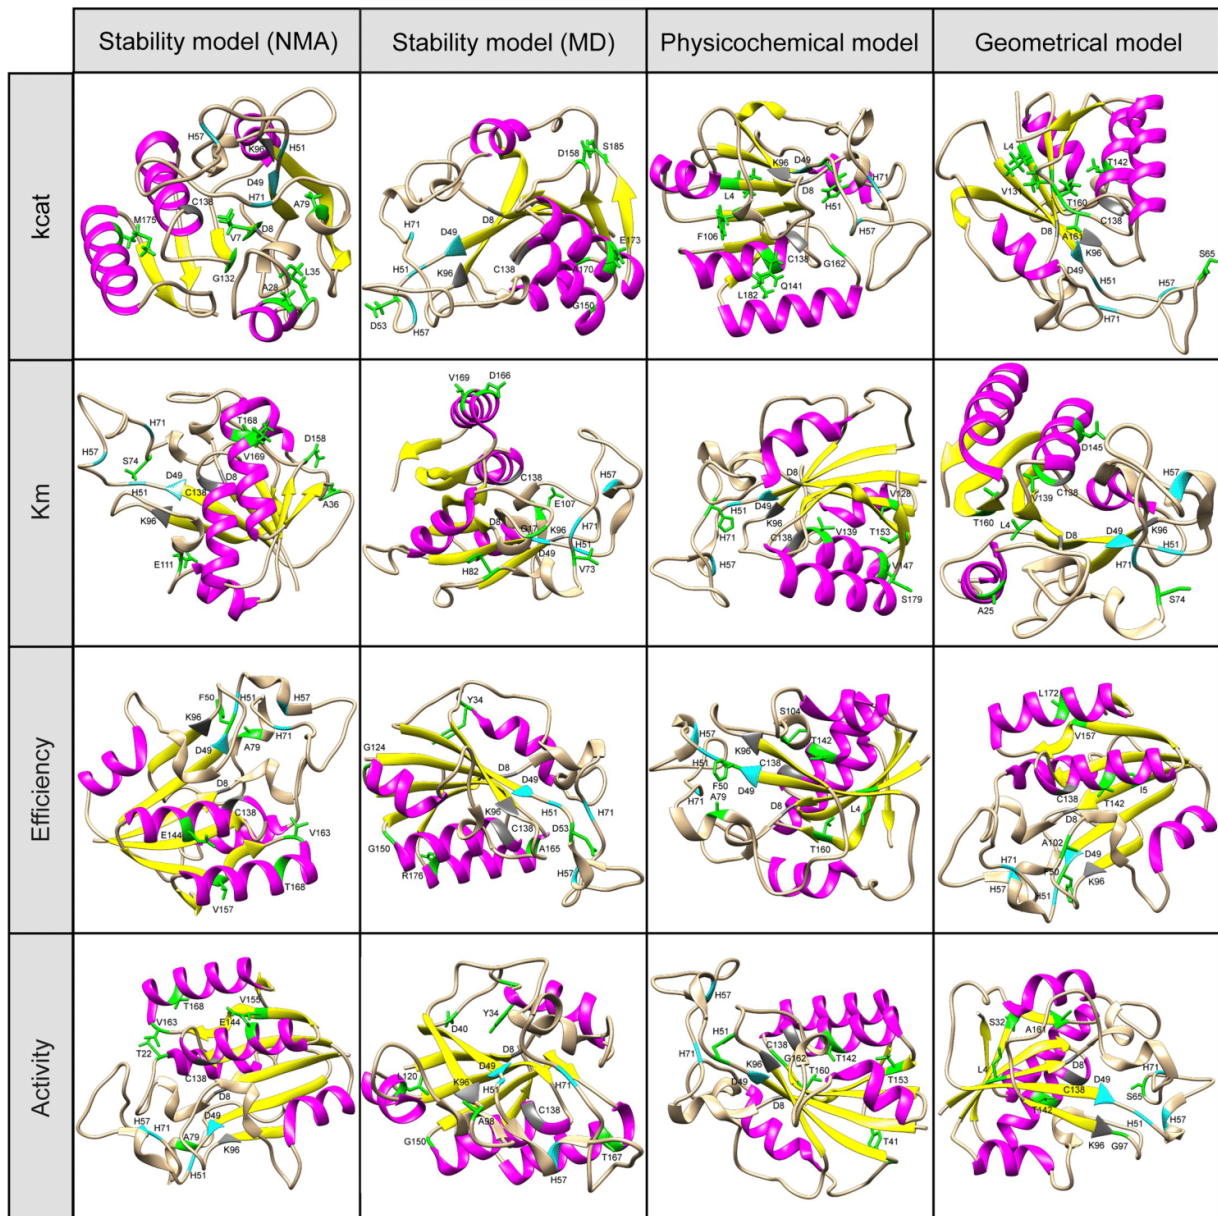 Stability model (NMA)
Stability model (MD)
Physicochemical model
Geometrical model
kcat
H57
K96
H51
D49
H71
A79
C138
M175
V7
D8
G132
L35
A28
D158
S185
H71
D49
D8
H51
K96
C138
E173
A170
D53
H57
G150
K96
D49
H71
L4
D8
H51
F106
H57
C138
G162
Q141
L182
L4
T142
V131
T160
C138
D8
A161
K96
D49
S65
H51
H57
H71
Km
H71
T168
H57
D158
S74
V169
D49
D8
H51
C138
A36
K96
E111
V169
D166
C138
H57
E107
D8
G17
K96
H71
H51
D49
H82
V73
D8
H51
D49
V128
K96
H71
C138
V139
T153
H57
V147
S179
D145
H57
V139
C138
T160
L4
K96
D8
D49
H51
H71
A25
S74
Efficiency
F50
H51
H57
K96
H71
D49
A79
D8
C138
E144
V163
T168
V157
Y34
G124
D8
D49
K96
H51
H71
C138
D53
G150
A165
R176
H57
S104
H57
K96
T142
H51
C138
F50
D49
H71
A79
D8
L4
T160
L172
V157
C138
T142
I5
D8
A102
D49
H71
F50
H57
H51
K96
Activity
T168
V155
V163
E144
T22
C138
D8
H57
D49
H71
A79
K96
H51
Y34
D40
D8
D49
L120
K96
H51
H71
C138
A98
G150
T167
H57
H57
H51
C138
H71
K96
G162
T142
D49
T160
T153
D8
T41
S32
A161
L4
D8
H71
C138
D49
S65
T142
H57
H51
K96
G97